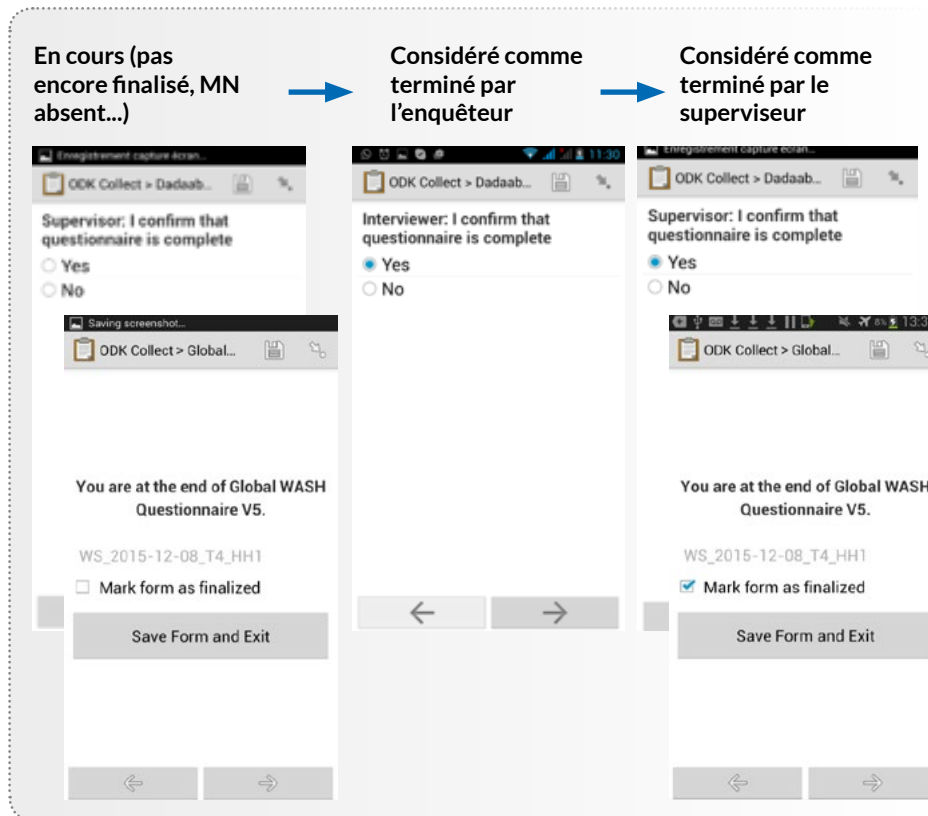 En cours (pas
encore finalisé, MN
absent...)
Considéré comme
terminé par
l'enquêteur
Considéré comme
terminé par le
superviseur
Enregistrement capture écran...
ODK Collect > Dadaab...
Supervisor: I confirm that
questionnaire is complete
Yes
No
Saving screenshot...
ODK Collect > Global...
You are at the end of Global WASH
Questionnaire V5.
WS_2015-12-08_T4_HH1
Mark form as finalized
Save Form and Exit
11:30
ODK Collect > Dadaab...
Interviewer: I confirm that
questionnaire is complete
Yes
No
Enregistrement capture écran...
ODK Collect > Dadaab...
Supervisor: I confirm that
questionnaire is complete
Yes
No
8% 13:3
ODK Collect > Global...
You are at the end of Global WASH
Questionnaire V5.
WS_2015-12-08_T4_HH1
Mark form as finalized
Save Form and Exit